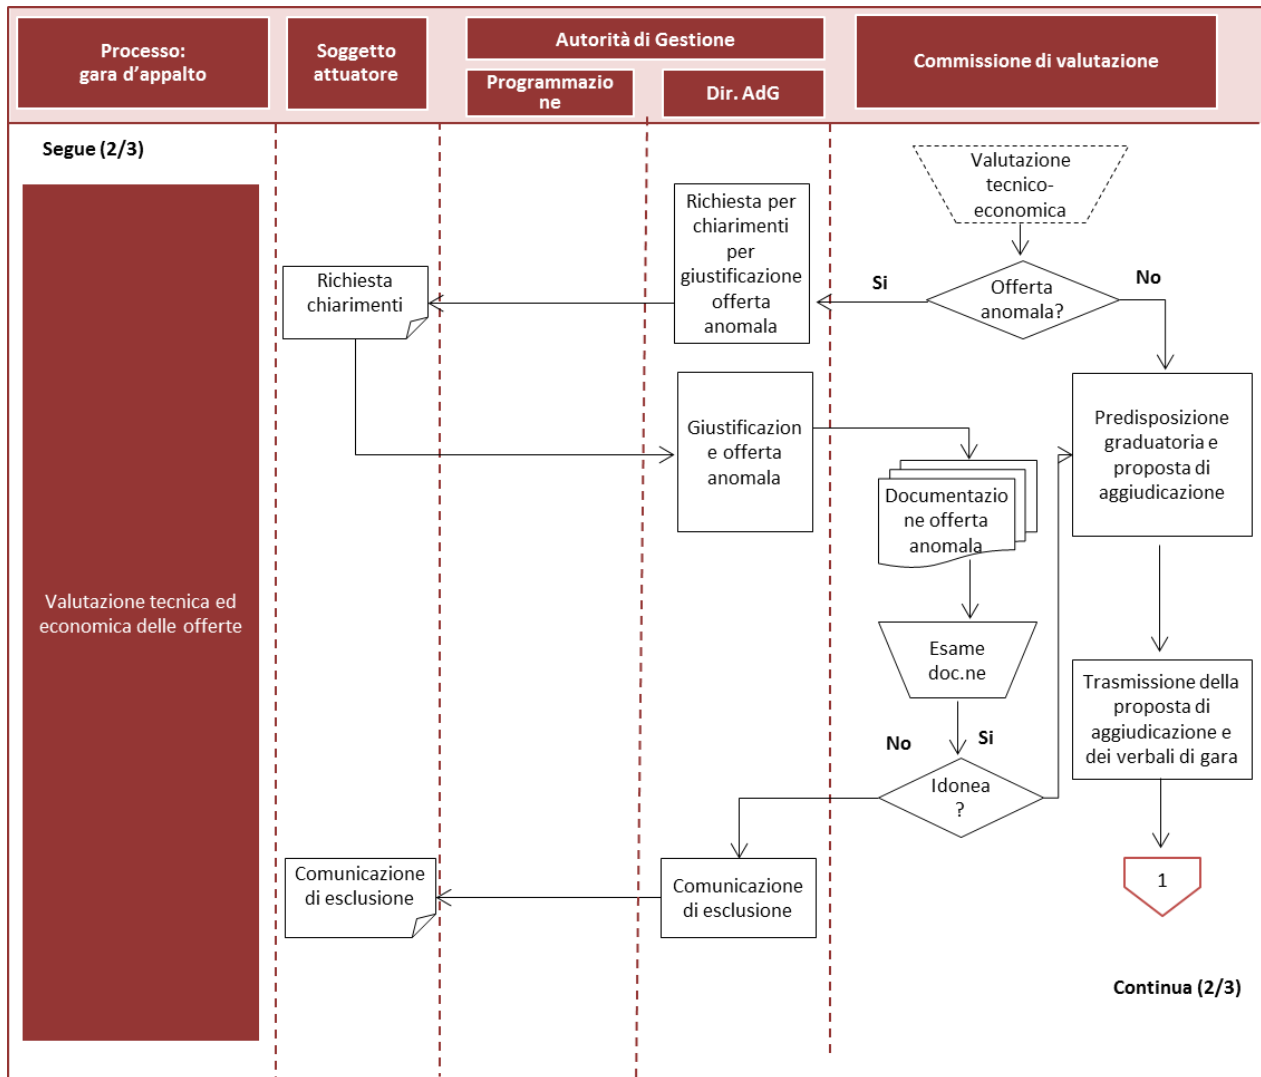 Processo:
gara d'appalto
Soggetto
attuatore
Autorità di Gestione
Programmazio
ne
Dir. AdG
Commissione di valutazione
Segue (2/3)
Valutazione
tecnico-
economica
Richiesta per
chiarimenti
per
giustificazione
offerta
anomala
Richiesta
chiarimenti
Si
Offerta
anomala?
No
Giustificazion
e offerta
anomala
Predisposizione
graduatoria e
proposta di
aggiudicazione
Documentazio
ne offerta
anomala
Valutazione tecnica ed
economica delle offerte
Esame
doc.ne
Trasmissione della
proposta di
aggiudicazione e
dei verbali di gara
No
Si
Idonea
?
Comunicazione
di esclusione
Comunicazione
di esclusione
1
Continua (2/3)